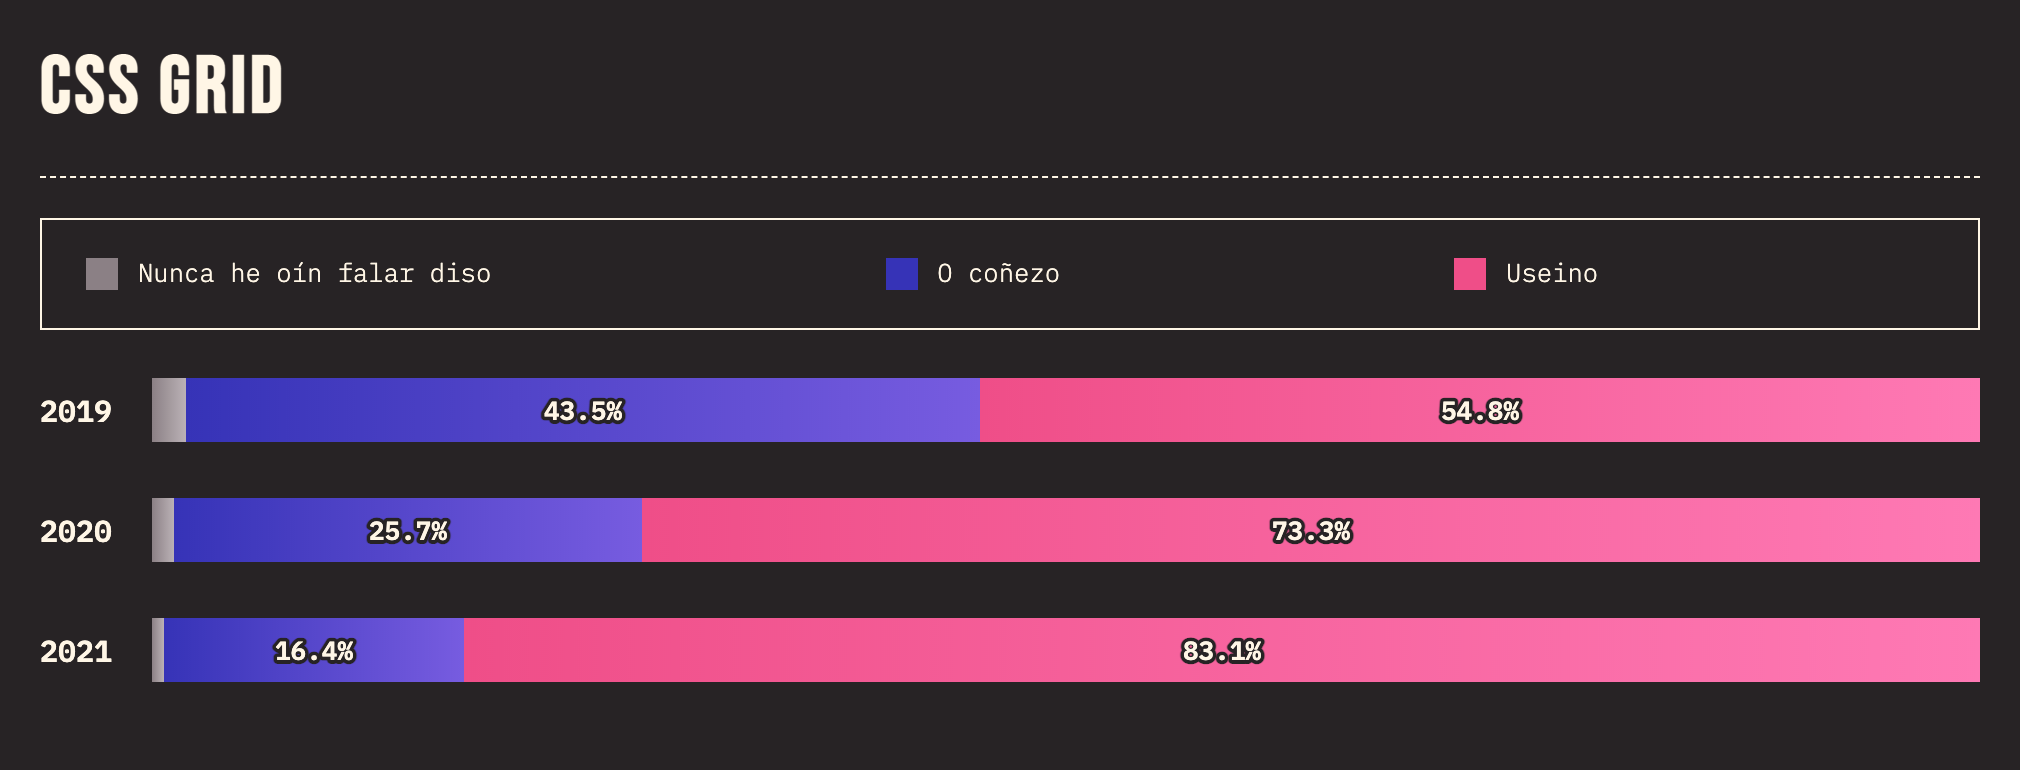 CSS GRID
Nunca he oín falar diso
O coñezo
Useino
2019 43.5% 54.8%
2020 25.7% 73.3%
2021 16.4% 83.1%